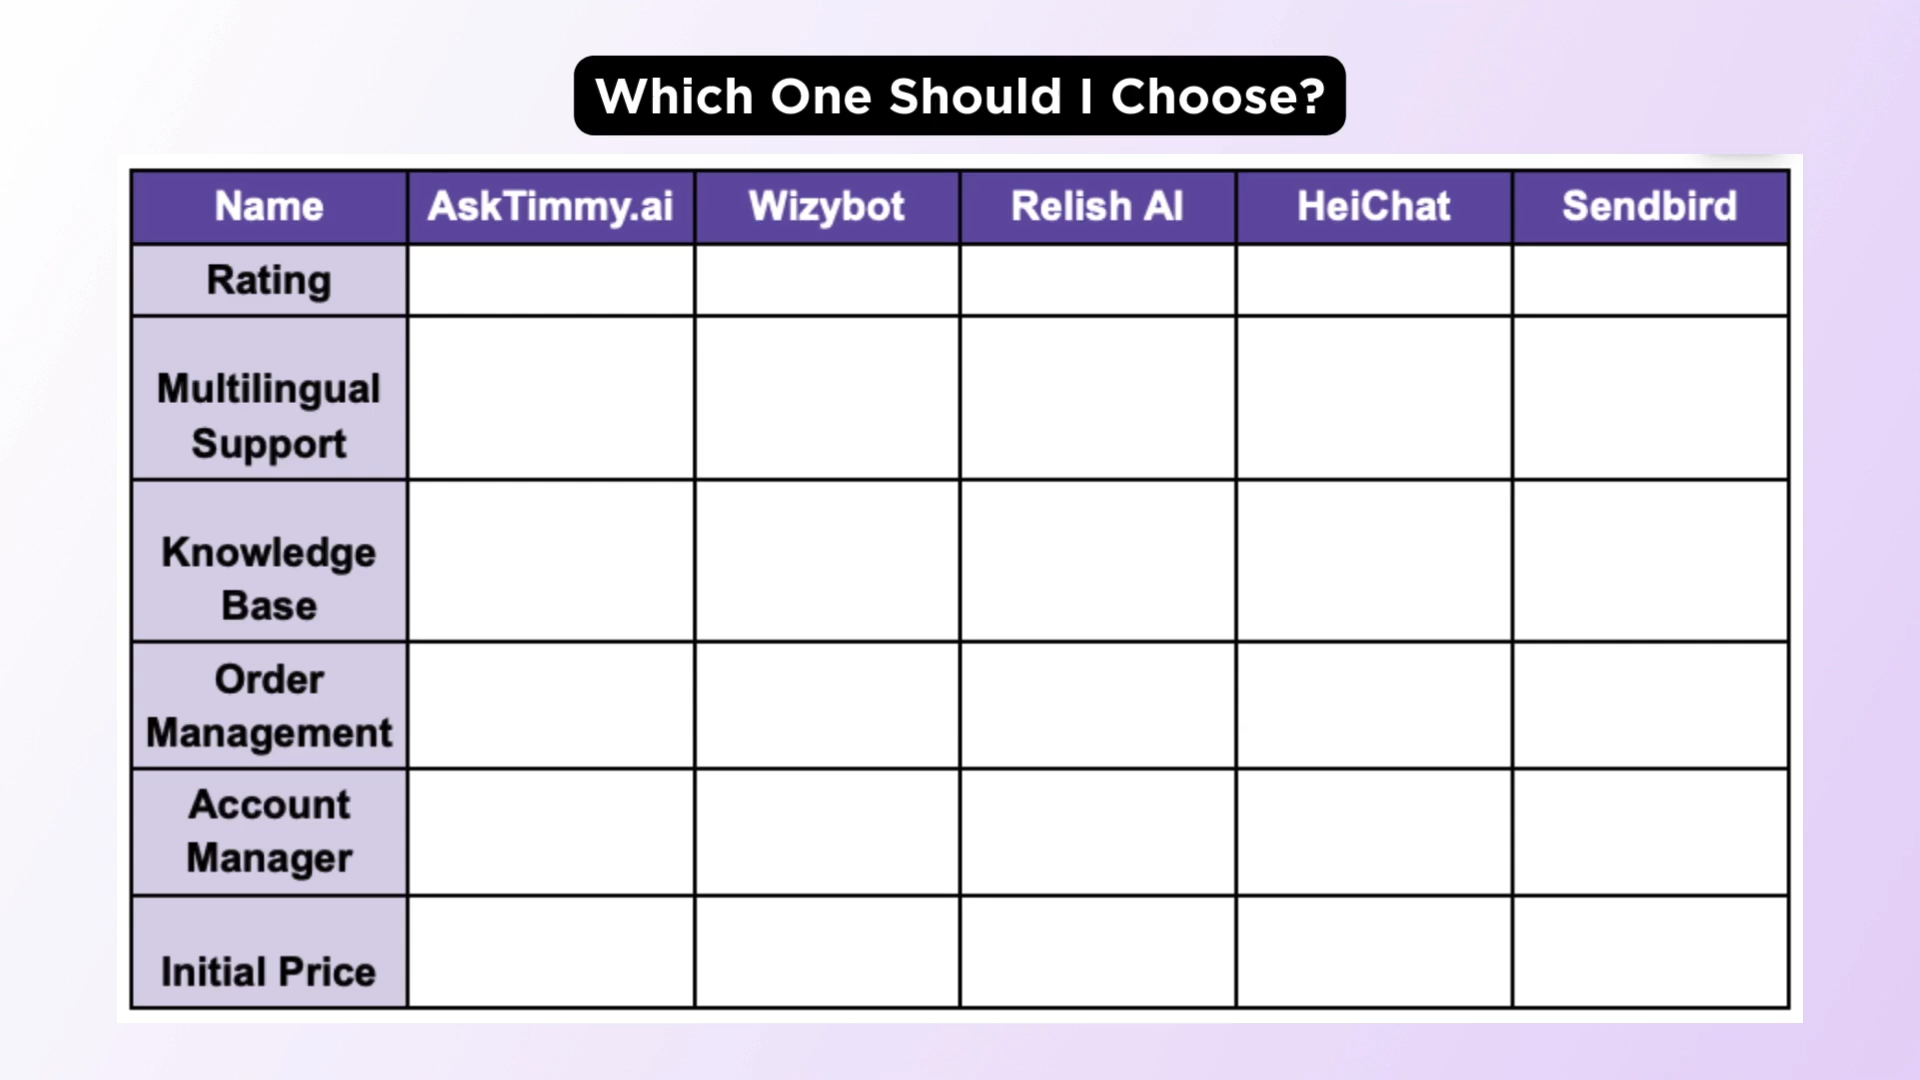 Which One Should I Choose?
Name AskTimmy.ai Wizybot Relish AI HeiChat Sendbird
Rating
Multilingual
Support
Knowledge
Base
Order
Management
Account
Manager
Initial Price